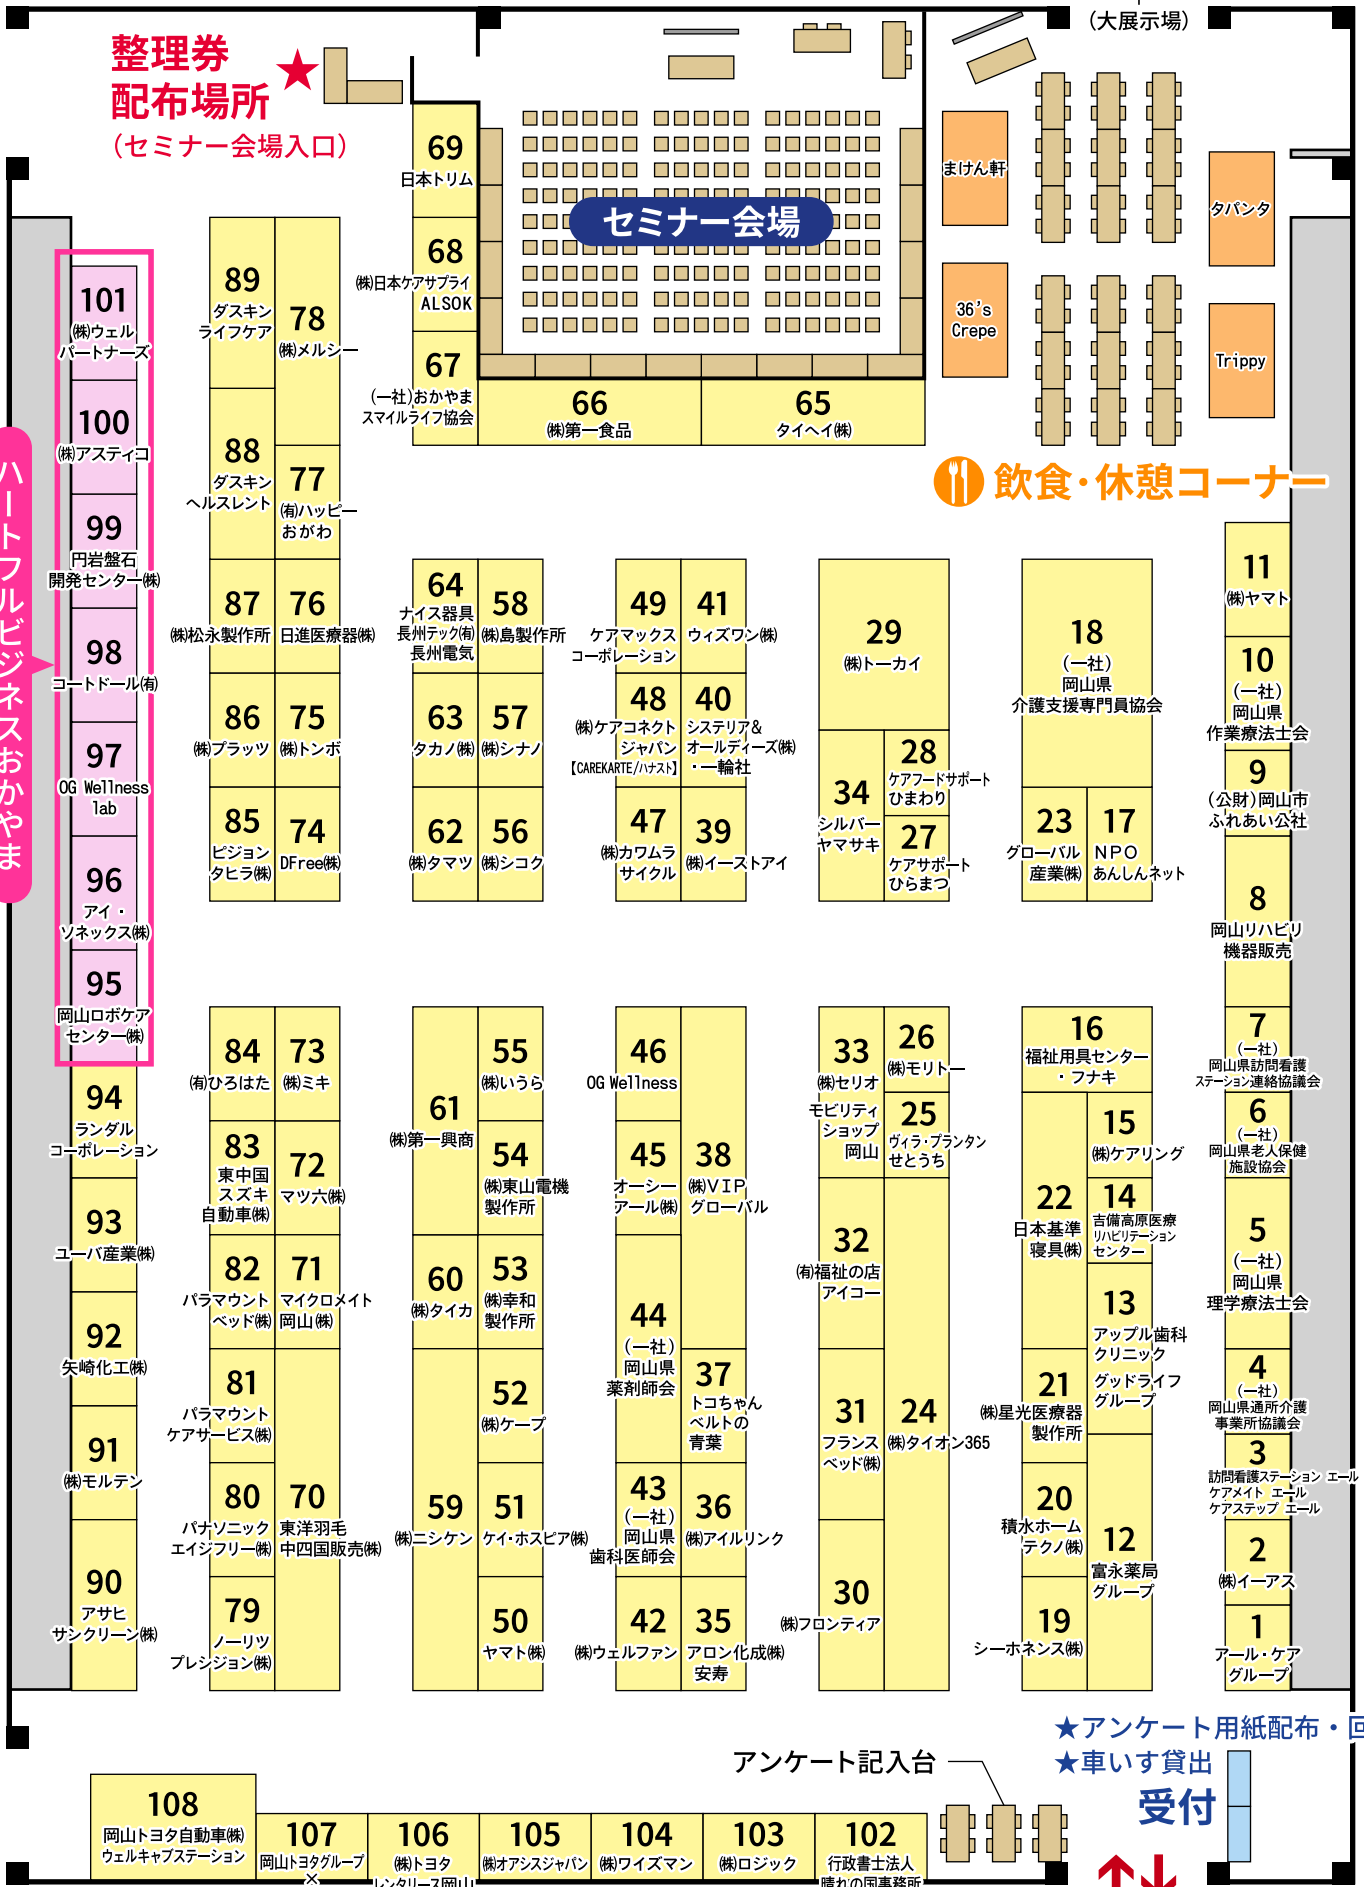 (大展示場)
整理券
配布場所
★
(セミナー会場入口)
セミナー会場
まけん軒
タパンタ
36's
Crepe
Trippy
飲食・休憩コーナー
69
日本トリム
68
㈱日本ケアサプライ
ALSOK
67
(一社)おかやま
スマイルライフ協会
66
㈱第一食品
65
タイヘイ㈱
ハートフルビジネスおかやま
101
㈱ウェル
パートナーズ
100
㈱アスティコ
99
円岩盤石
開発センター㈱
98
コートドール㈲
97
OG Wellness
lab
96
アイ・
ソネックス㈱
95
岡山ロボケア
センター㈱
94
ランダル
コーポレーション
93
ユーバ産業㈱
92
矢崎化工㈱
91
㈱モルテン
90
アサヒ
サンクリーン㈱
89
ダスキン
ライフケア
78
㈱メルシー
88
ダスキン
ヘルスレント
77
㈲ハッピー
おがわ
87
㈱松永製作所
76
日進医療器㈱
86
㈱プラッツ
75
㈱トンボ
85
ピジョン
タヒラ㈱
74
DFree㈱
64
ナイス器具
長州テック㈲
長州電気
58
㈱島製作所
63
タカノ㈱
57
㈱シナノ
62
㈱タマツ
56
㈱シコク
49
ケアマックス
コーポレーション
41
ウィズワン㈱
48
㈱ケアコネクト
ジャパン
【CAREKARTE/ハナスト】
40
システリア&
オールディーズ㈱
・一輪社
47
㈱カワムラ
サイクル
39
㈱イーストアイ
29
㈱トーカイ
34
シルバー
ヤマサキ
28
ケアフードサポート
ひまわり
27
ケアサポート
ひらまつ
18
(一社)
岡山県
介護支援専門員協会
23
グローバル
産業㈱
17
NPO
あんしんネット
11
㈱ヤマト
10
(一社)
岡山県
作業療法士会
9
(公財)岡山市
ふれあい公社
8
岡山リハビリ
機器販売
7
(一社)
岡山県訪問看護
ステーション連絡協議会
6
(一社)
岡山県老人保健
施設協会
5
(一社)
岡山県
理学療法士会
4
(一社)
岡山県通所介護
事業所協議会
3
訪問看護ステーション エール
ケアメイト エール
ケアステップ エール
2
㈱イーアス
1
アール・ケア
グループ
84
㈲ひろはた
73
㈱ミキ
83
東中国
スズキ
自動車㈱
72
マツ六㈱
82
パラマウント
ベッド㈱
71
マイクロメイト
岡山㈱
81
パラマウント
ケアサービス㈱
80
パナソニック
エイジフリー㈱
70
東洋羽毛
中四国販売㈱
79
ノーリツ
プレシジョン㈱
61
㈱第一興商
55
㈱いうら
54
㈱東山電機
製作所
60
㈱タイカ
53
㈱幸和
製作所
52
㈱ケープ
59
㈱ニシケン
51
ケイ・ホスピア㈱
50
ヤマト㈱
46
OG Wellness
45
オーシー
アール㈱
38
㈱VIP
グローバル
44
(一社)
岡山県
薬剤師会
37
トコちゃん
ベルトの
青葉
43
(一社)
岡山県
歯科医師会
36
㈱アイルリンク
42
㈱ウェルファン
35
アロン化成㈱
安寿
33
㈱セリオ
モビリティ
ショップ
岡山
26
㈱モリトー
25
ヴィラ・プランタン
せとうち
32
㈲福祉の店
アイコー
31
フランス
ベッド㈱
24
㈱タイオン365
30
㈱フロンティア
16
福祉用具センター
・フナキ
22
日本基準
寝具㈱
15
㈱ケアリング
14
吉備高原医療
リハビリテーション
センター
13
アップル歯科
クリニック
グッドライフ
グループ
21
㈱星光医療器
製作所
20
積水ホーム
テクノ㈱
12
富永薬局
グループ
19
シーホネンス㈱
★アンケート用紙配布・回
★車いす貸出
受付
アンケート記入台
108
岡山トヨタ自動車㈱
ウェルキャブステーション
107
岡山トヨタグループ
×
106
㈱トヨタ
レンタリース岡山
105
㈱オアシスジャパン
104
㈱ワイズマン
103
㈱ロジック
102
行政書士法人
晴れの国事務所